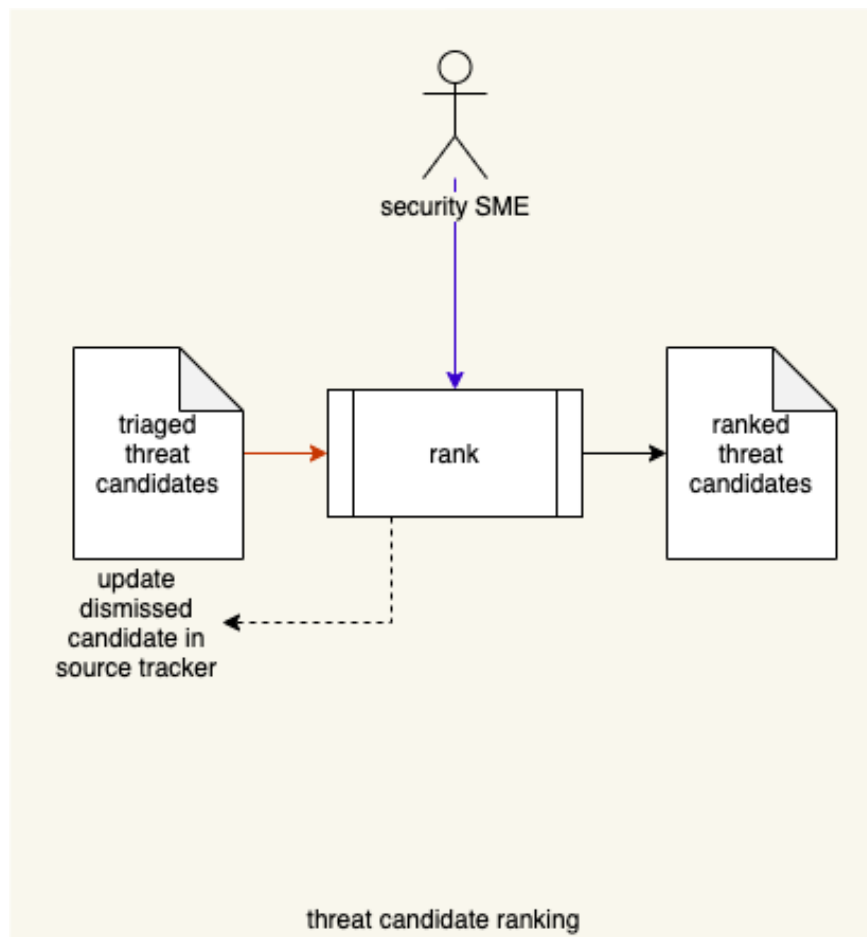 security SME
triaged
threat
candidates
rank
ranked
threat
candidates
update
dismissed
candidate in
source tracker
threat candidate ranking